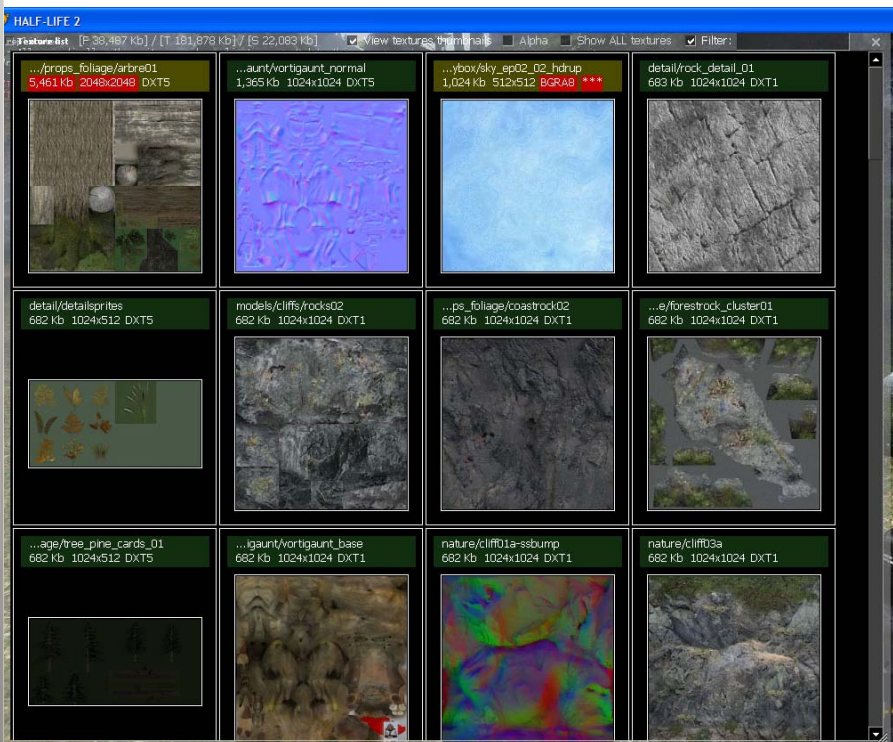 HALF-LIFE 2
Texture list [F 38,487 Kb] / [T 181,878 Kb] / [S 22,083 Kb] View textures thumbnails Alpha Show ALL textures Filter:
.../props_foliage/arbre01
5,461 Kb 2048x2048 DXT5
...aunt/vortigaunt_normal
1,365 Kb 1024x1024 DXT5
...ybox/sky_ep02_02_hdrup
1,024 Kb 512x512 BGRA8 ***
detail/rock_detail_01
683 Kb 1024x1024 DXT1
detail/detailsprites
682 Kb 1024x512 DXT5
models/cliffs/rocks02
682 Kb 1024x1024 DXT1
...ps_foliage/coastrock02
682 Kb 1024x1024 DXT1
...e/forestrock_cluster01
682 Kb 1024x1024 DXT1
...age/tree_pine_cards_01
682 Kb 1024x512 DXT5
...igaunt/vortigaunt_base
682 Kb 1024x1024 DXT1
nature/cliff01a-ssbump
682 Kb 1024x1024 DXT1
nature/cliff03a
682 Kb 1024x1024 DXT1